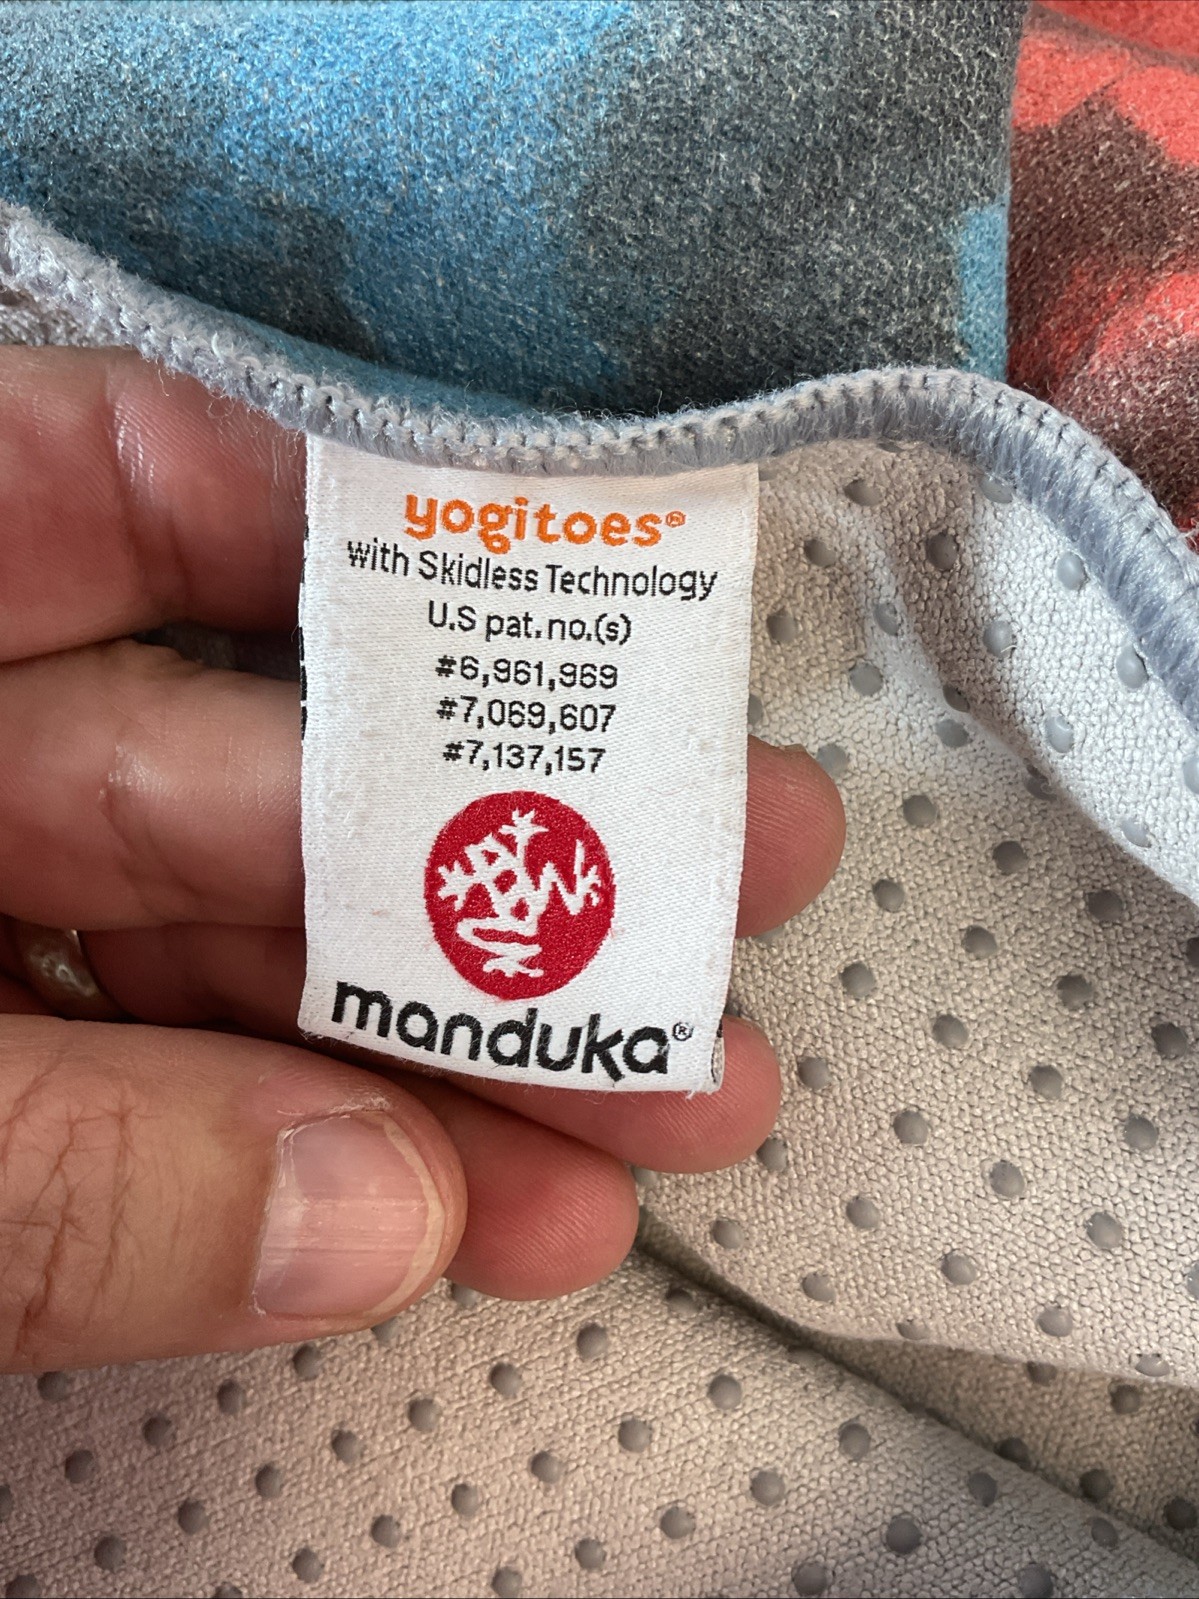 yogitoes®
with Skidless Technology
U.S pat.no.(s)
#6,961,969
#7,069,607
#7,137,157
manduka®